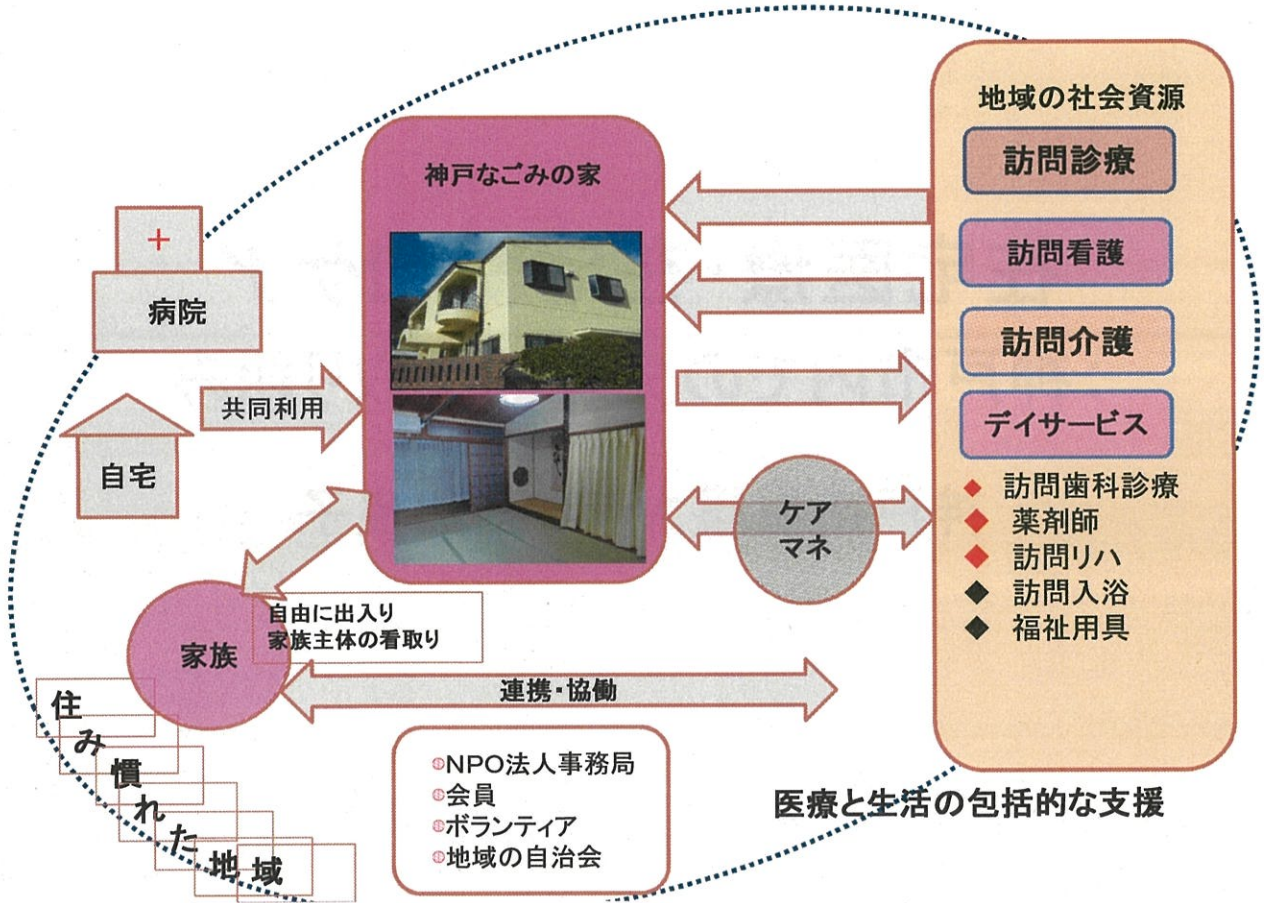 地域の社会資源
訪問診療
訪問看護
訪問介護
デイサービス
訪問歯科診療
薬剤師
訪問リハ
訪問入浴
福祉用具
神戸なごみの家
病院
自宅
共同利用
ケア
マネ
自由に出入り
家族主体の看取り
家族
連携・協働
住み慣れた地域
NPO法人事務局
会員
ボランティア
地域の自治会
医療と生活の包括的な支援